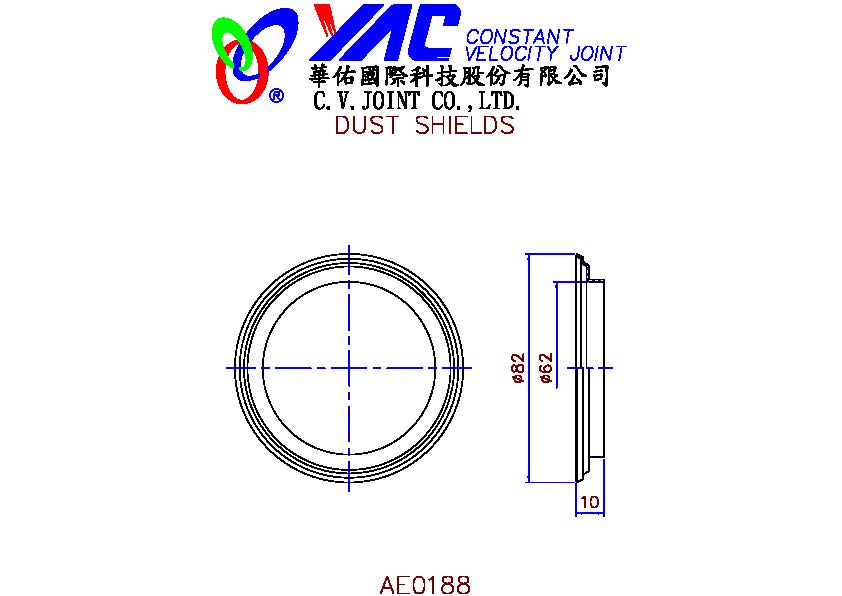 YAC CONSTANT
VELOCITY JOINT
®
華佑國際科技股份有限公司
C.V.JOINT CO.,LTD.
DUST SHIELDS
ø82
ø62
10
AE0188